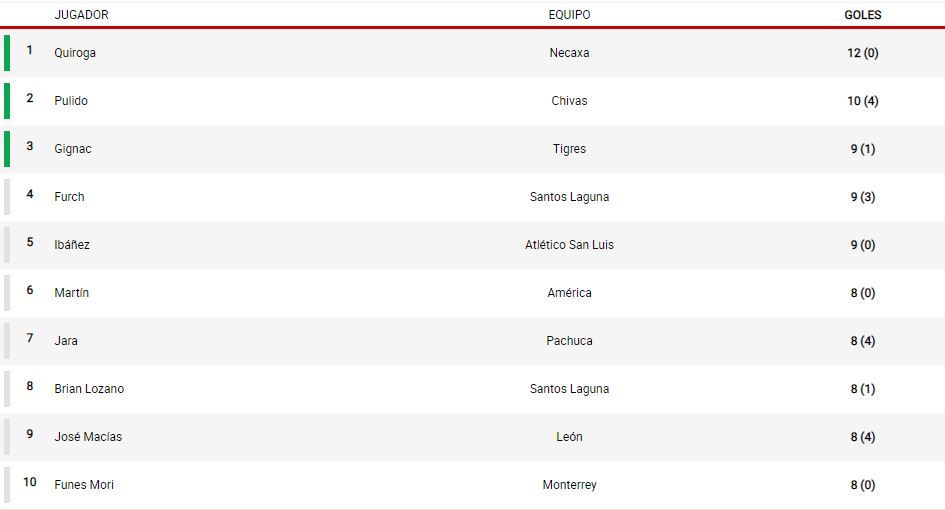 JUGADOR EQUIPO GOLES
1 Quiroga Necaxa 12 (0)
2 Pulido Chivas 10 (4)
3 Gignac Tigres 9 (1)
4 Furch Santos Laguna 9 (3)
5 Ibáñez Atlético San Luis 9 (0)
6 Martín América 8 (0)
7 Jara Pachuca 8 (4)
8 Brian Lozano Santos Laguna 8 (1)
9 José Macías León 8 (4)
10 Funes Mori Monterrey 8 (0)